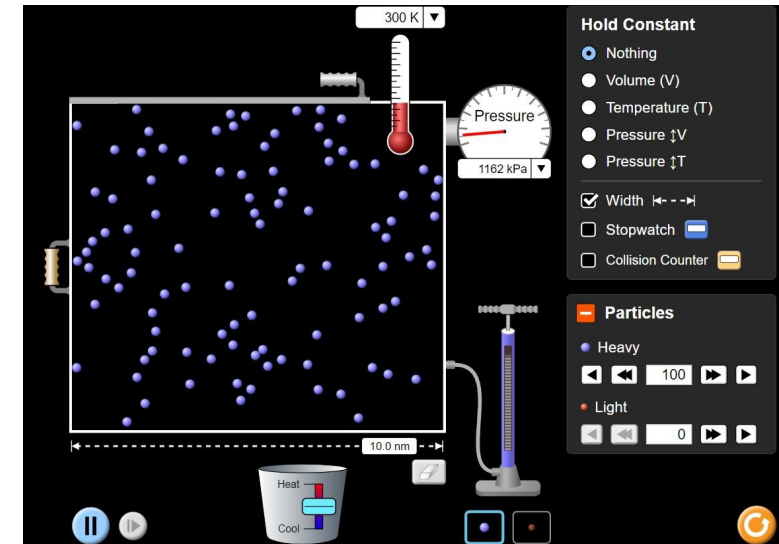 300 K
Hold Constant
Nothing
Volume (V)
Temperature (T)
Pressure ↕V
Pressure ↕T
Pressure
1162 kPa
Width
Stopwatch
Collision Counter
Particles
Heavy
100
Light
0
10.0 nm
Heat
Cool